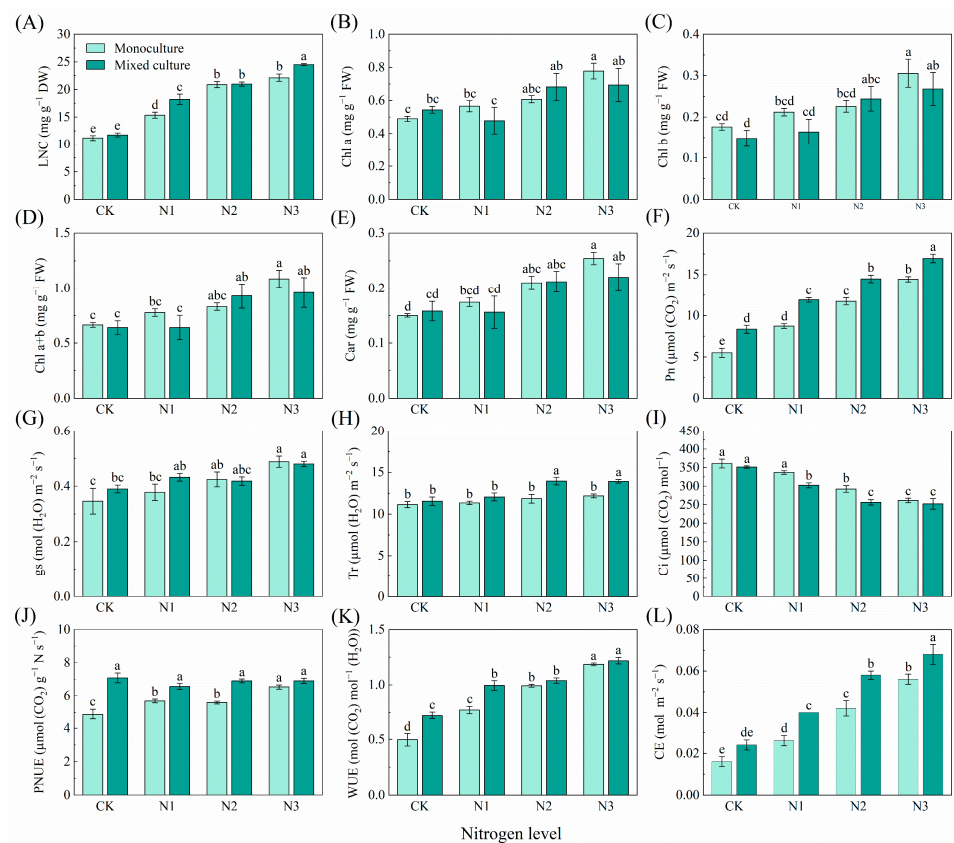 (A)
LNC (mg g⁻¹ DW)
30
25
20
15
10
5
0
Monoculture
Mixed culture
e e d c b b b a
CK N1 N2 N3
(B)
Chl a (mg g⁻¹ FW)
1.0
0.8
0.6
0.4
0.2
0.0
c bc bc c abc ab a ab
CK N1 N2 N3
(C)
Chl b (mg g⁻¹ FW)
0.4
0.3
0.2
0.1
0.0
cd d bcd bcd abc abc a ab
CK N1 N2 N3
(D)
Chl a+b (mg g⁻¹ FW)
1.5
1.0
0.5
0.0
c c bc c abc ab a ab
CK N1 N2 N3
(E)
Car (mg g⁻¹ FW)
0.3
0.2
0.1
0.0
d cd abc cd abc abc a ab
CK N1 N2 N3
(F)
Pn (μmol (CO₂) m⁻² s⁻¹)
20
15
10
5
0
e d d c c b b a
CK N1 N2 N3
(G)
gs (mol (H₂O) m⁻² s⁻¹)
0.6
0.4
0.2
0.0
c bc bc ab ab abc a a
CK N1 N2 N3
(H)
Tr (μmol (H₂O) m⁻² s⁻¹)
20
15
10
5
0
b b b b b a b a
CK N1 N2 N3
(I)
Ci (μmol (CO₂) mol⁻¹)
450
400
350
300
250
200
150
100
50
0
a a a b b c c c
CK N1 N2 N3
(J)
PNUE (μmol (CO₂) g⁻¹ N s⁻¹)
10
8
6
4
2
0
c a b a b a a a
CK N1 N2 N3
(K)
WUE (mol (CO₂) mol⁻¹ (H₂O))
1.5
1.0
0.5
0.0
d c c b b b a a
CK N1 N2 N3
(L)
CE (mol m⁻² s⁻¹)
0.08
0.06
0.04
0.02
0.00
e de d c c b b a
CK N1 N2 N3
Nitrogen level